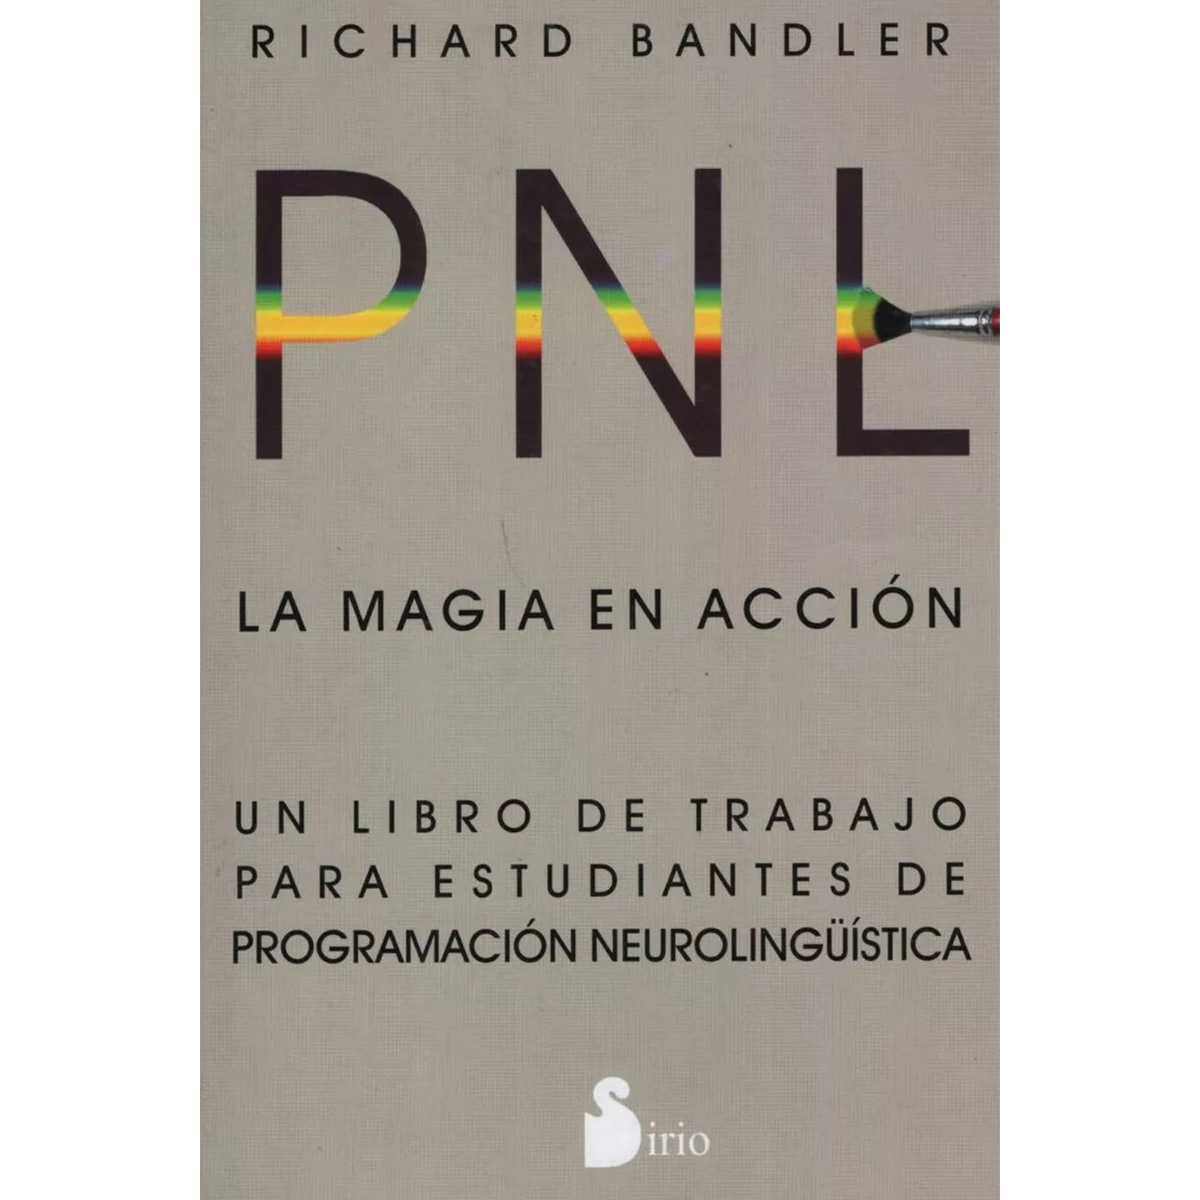 RICHARD BANDLER
PNL
LA MAGIA EN ACCIÓN
UN LIBRO DE TRABAJO
PARA ESTUDIANTES DE
PROGRAMACIÓN NEUROLINGÜÍSTICA
Sirio